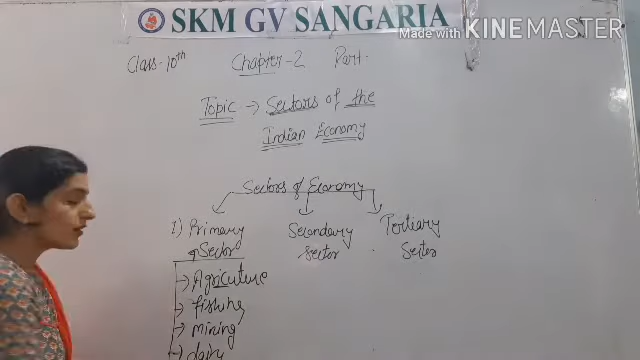 SKM GV SANGARIA
Made with KINEMASTER
Class-10th Chapter-2 Part-
Topic → Sectors of the
Indian Economy
Sectors of Economy
1) Primary Secondary Tertiary
Sector Sector Sector
→ Agricuture
→ fishing
→ mining
→ dairy